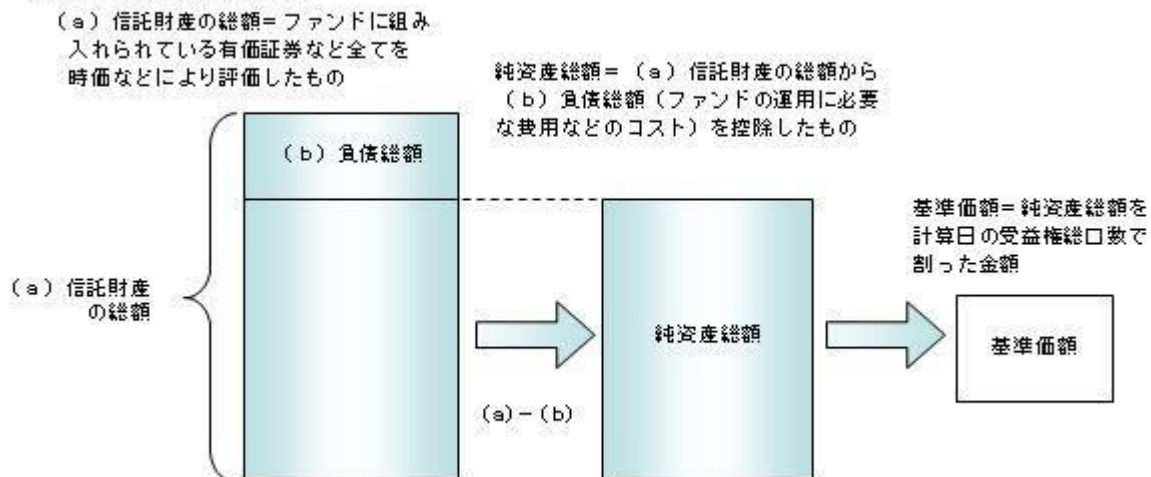 (a)信託財産の総額=ファンドに組み
入れられている有価証券など全てを
時価などにより評価したもの
純資産総額=(a)信託財産の総額から
(b)負債総額(ファンドの運用に必要
な費用などのコスト)を控除したもの
(b)負債総額
基準価額=純資産総額を
計算日の受益権総口数で
割った金額
(a)信託財産
の総額
純資産総額
基準価額
(a)-(b)